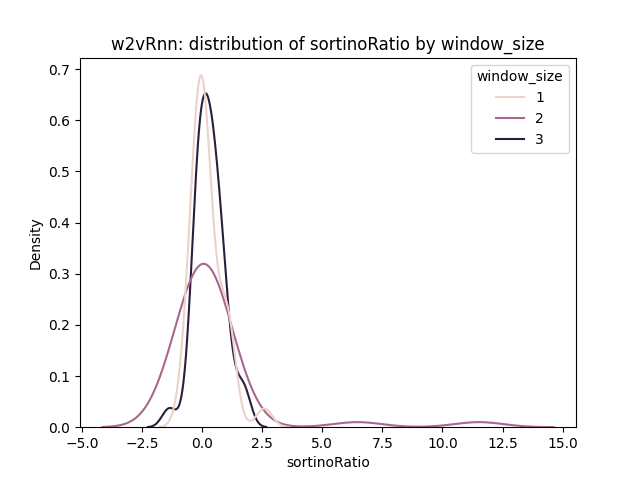 w2vRnn: distribution of sortinoRatio by window_size
0.7
0.6
0.5
0.4
0.3
0.2
0.1
0.0
Density
window_size
1
2
3
−5.0 −2.5 0.0 2.5 5.0 7.5 10.0 12.5 15.0
sortinoRatio